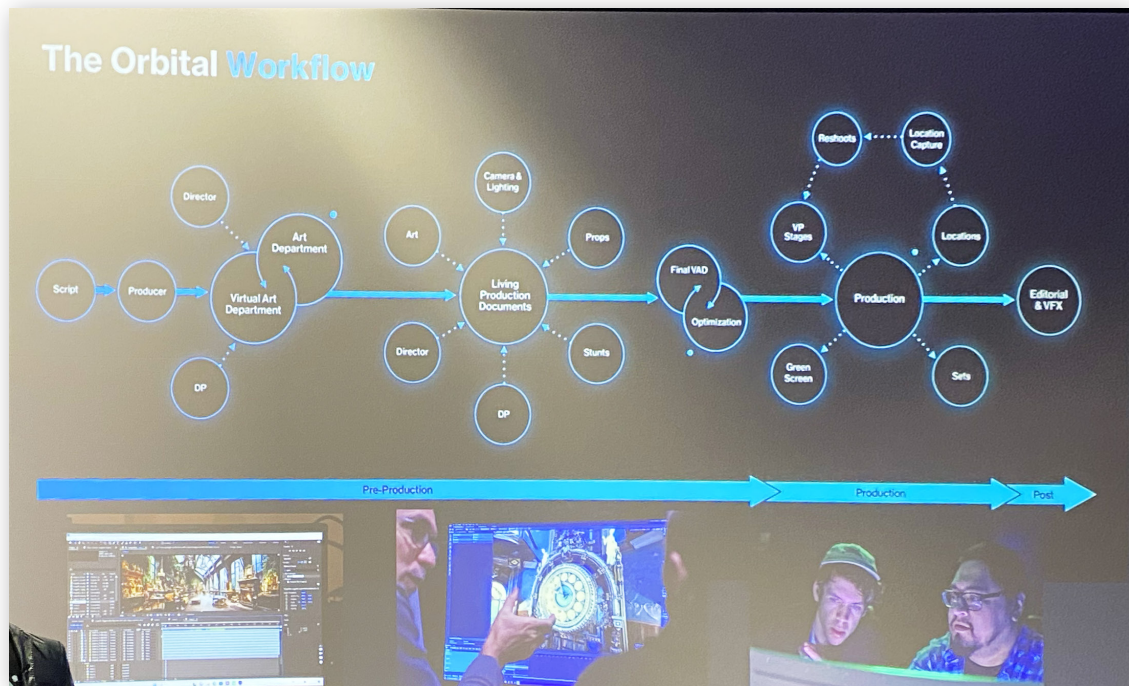 The Orbital Workflow
Script
Producer
Director
Virtual Art
Department
Art
Department
DP
Art
Camera &
Lighting
Props
Living
Production
Documents
Director
DP
Stunts
Final VAD
Optimization
Reshoots
Location
Capture
VP
Stages
Locations
Production
Green
Screen
Sets
Editorial
& VFX
Pre-Production
Production
Post